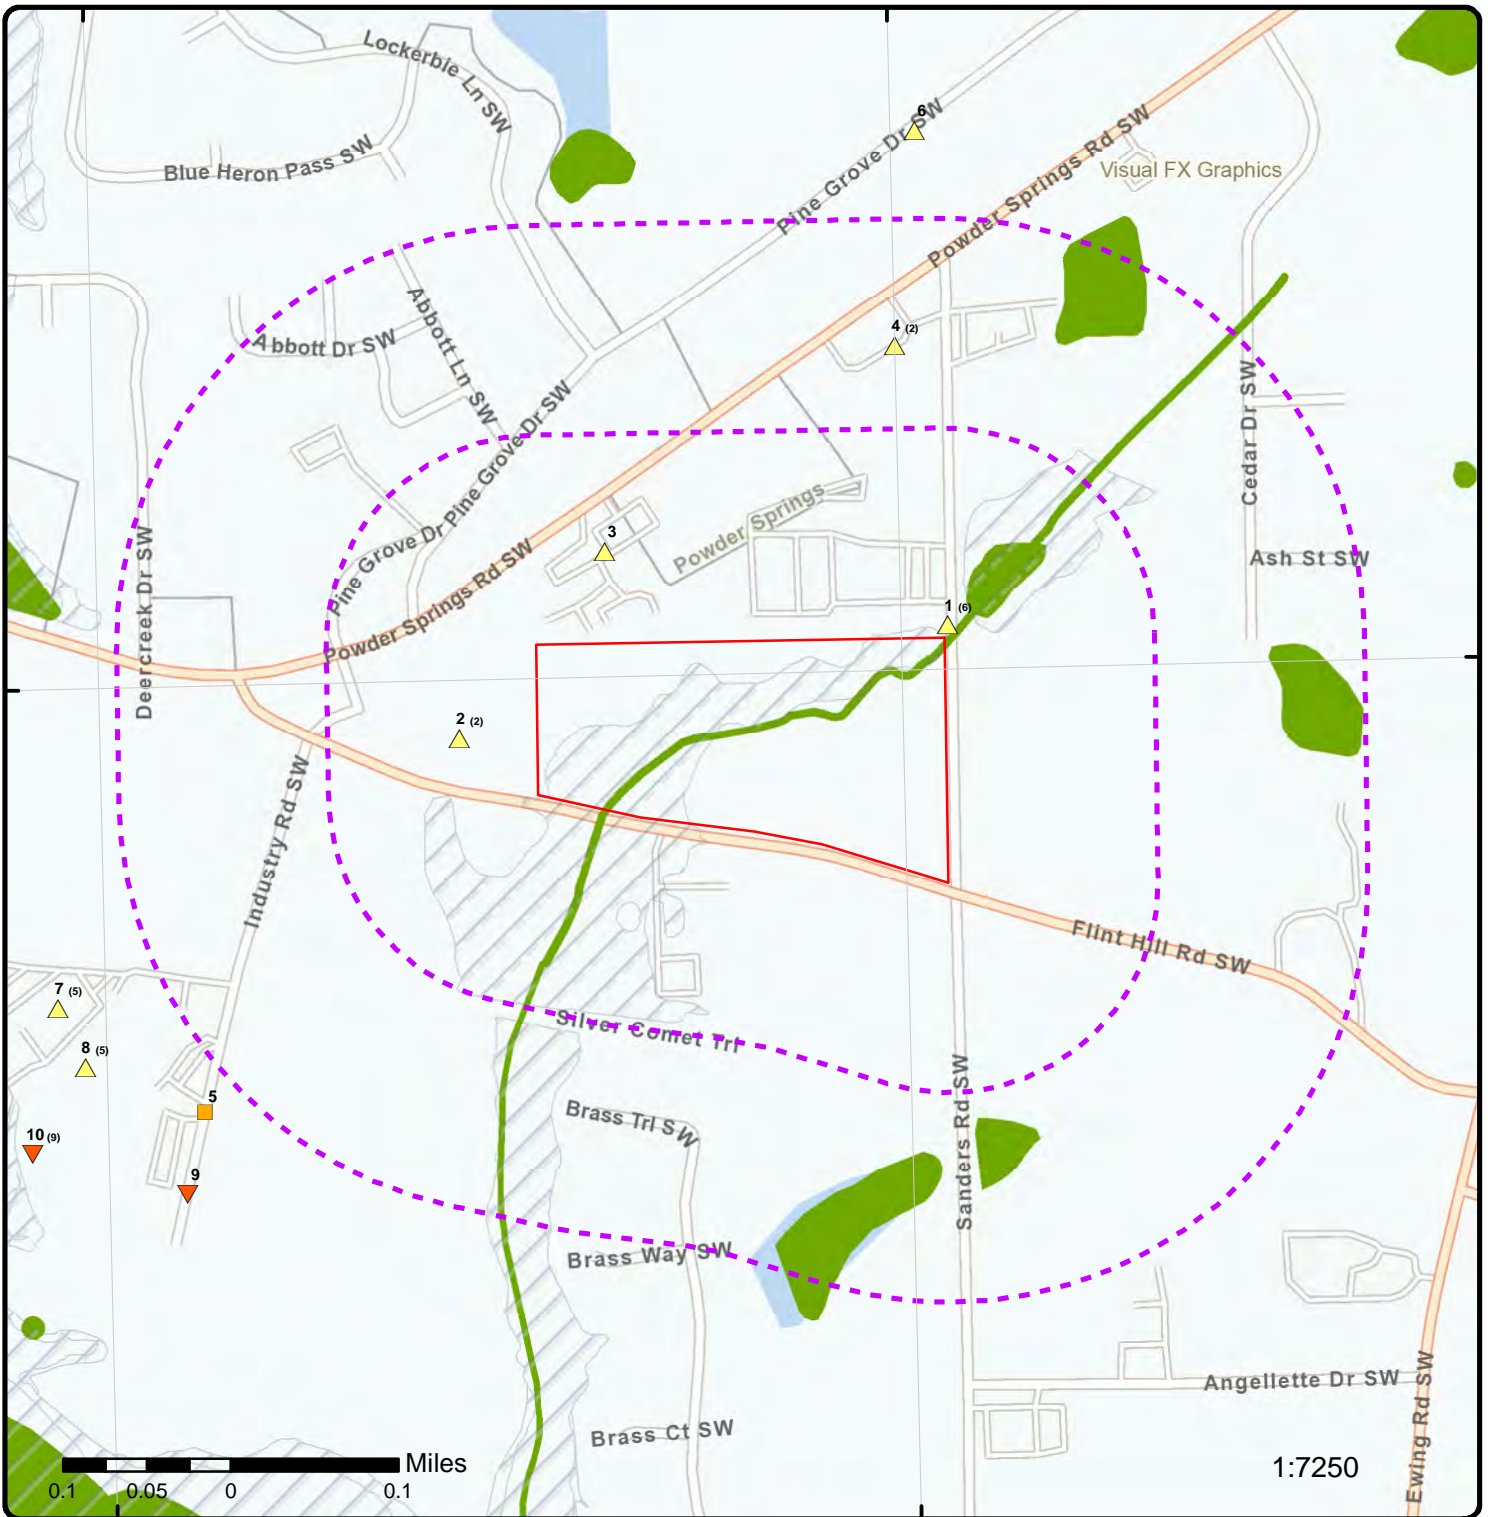 Lockerbie Ln SW
6
Pine Grove Dr SW
Powder Springs Rd SW
Blue Heron Pass SW
Visual FX Graphics
Abbott Ln SW
Abbott Dr SW
4 (2)
Cedar Dr SW
Pine Grove Dr SW
Pine Grove Dr
Powder Springs
3
Powder Springs Rd SW
Deercreek Dr SW
Ash St SW
1 (6)
2 (2)
Industry Rd SW
Flint Hill Rd SW
7 (5)
Silver Comet Trl
8 (5)
5
Brass Trl SW
Sanders Rd SW
10 (9)
9
Brass Way SW
Angellette Dr SW
Ewing Rd SW
Brass Ct SW
Miles
1:7250
0.1 0.05 0 0.1